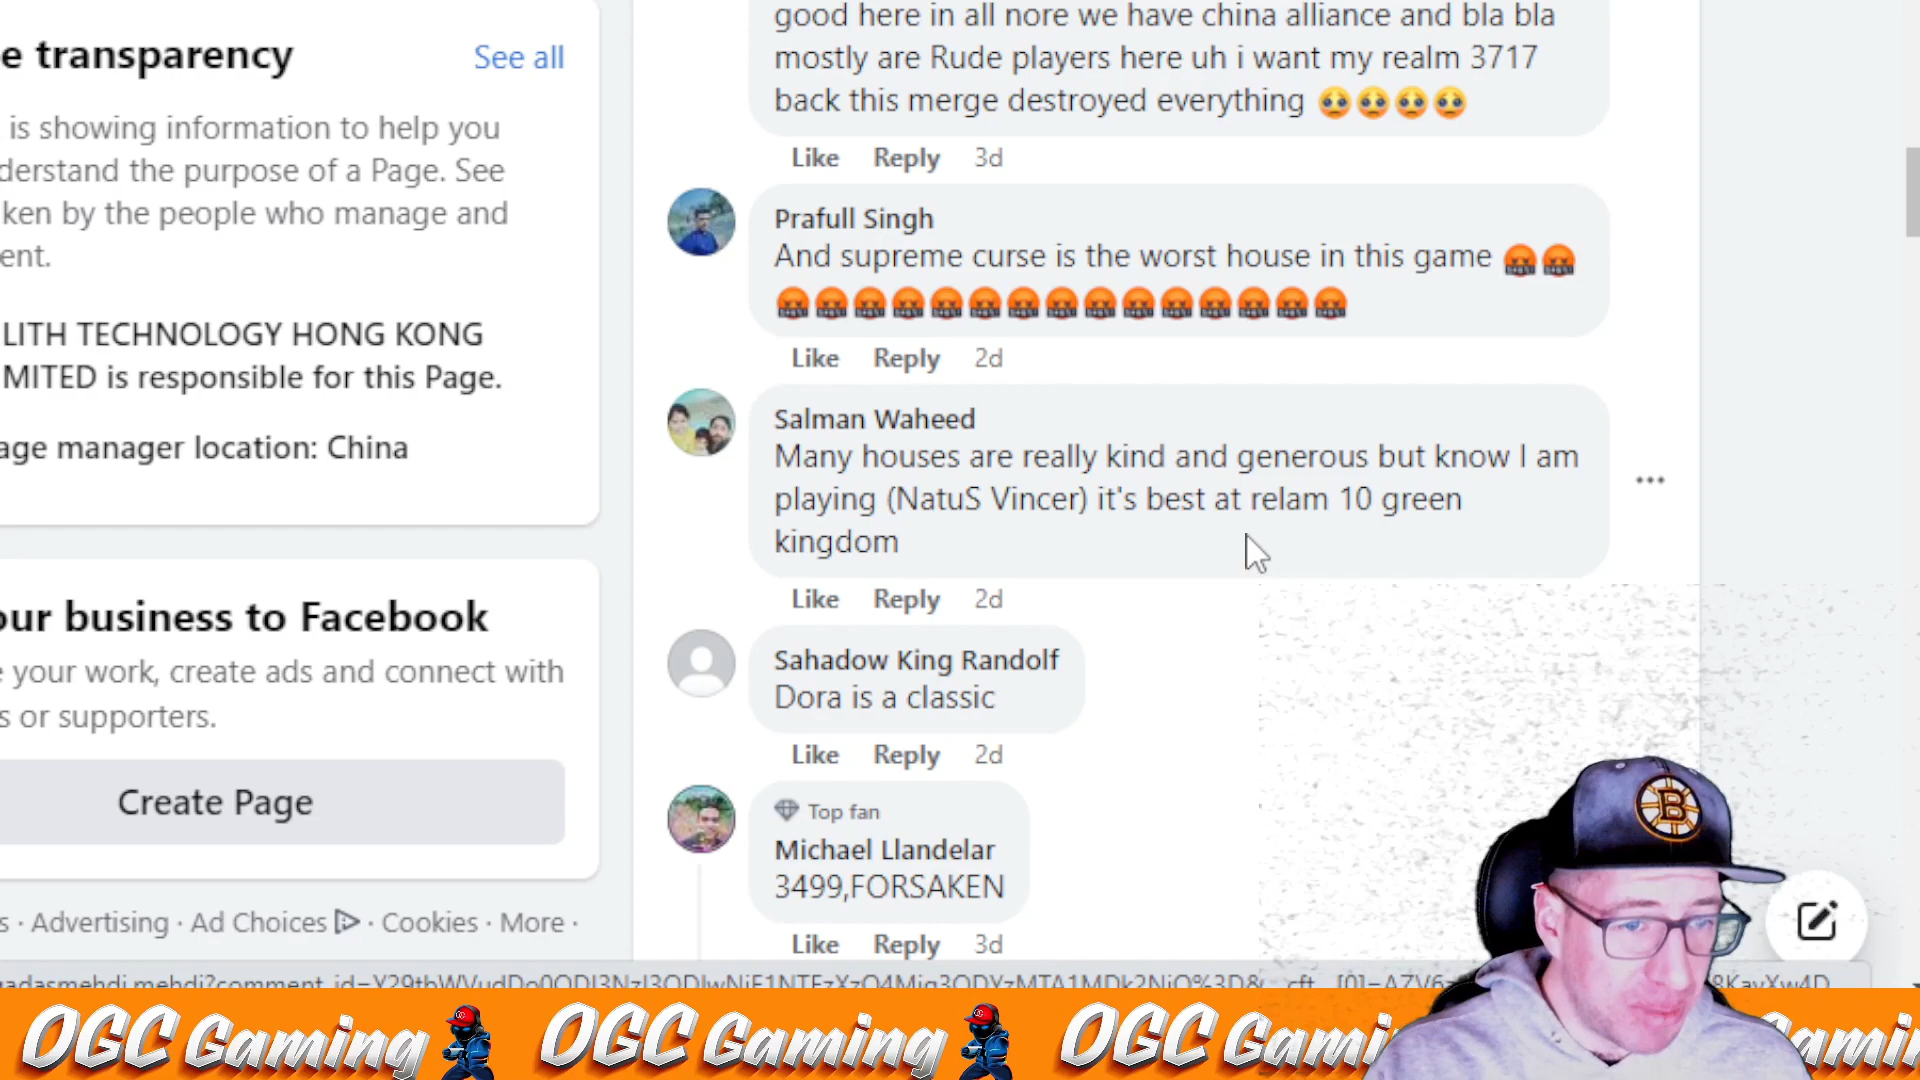 e transparency
See all
is showing information to help you
derstand the purpose of a Page. See
ken by the people who manage and
ent.
LITH TECHNOLOGY HONG KONG
MITED is responsible for this Page.
age manager location: China
our business to Facebook
e your work, create ads and connect with
s or supporters.
Create Page
s · Advertising · Ad Choices · Cookies · More ·
good here in all nore we have china alliance and bla bla
mostly are Rude players here uh i want my realm 3717
back this merge destroyed everything 🥺🥺🥺🥺
Like Reply 3d
Prafull Singh
And supreme curse is the worst house in this game 🤬🤬
🤬🤬🤬🤬🤬🤬🤬🤬🤬🤬🤬🤬🤬🤬🤬
Like Reply 2d
Salman Waheed
Many houses are really kind and generous but know I am
playing (NatuS Vincer) it's best at relam 10 green
kingdom
Like Reply 2d
Sahadow King Randolf
Dora is a classic
Like Reply 2d
Top fan
Michael Llandelar
3499,FORSAKEN
Like Reply 3d
B
OGC Gaming OGC Gaming OGC Gami aming